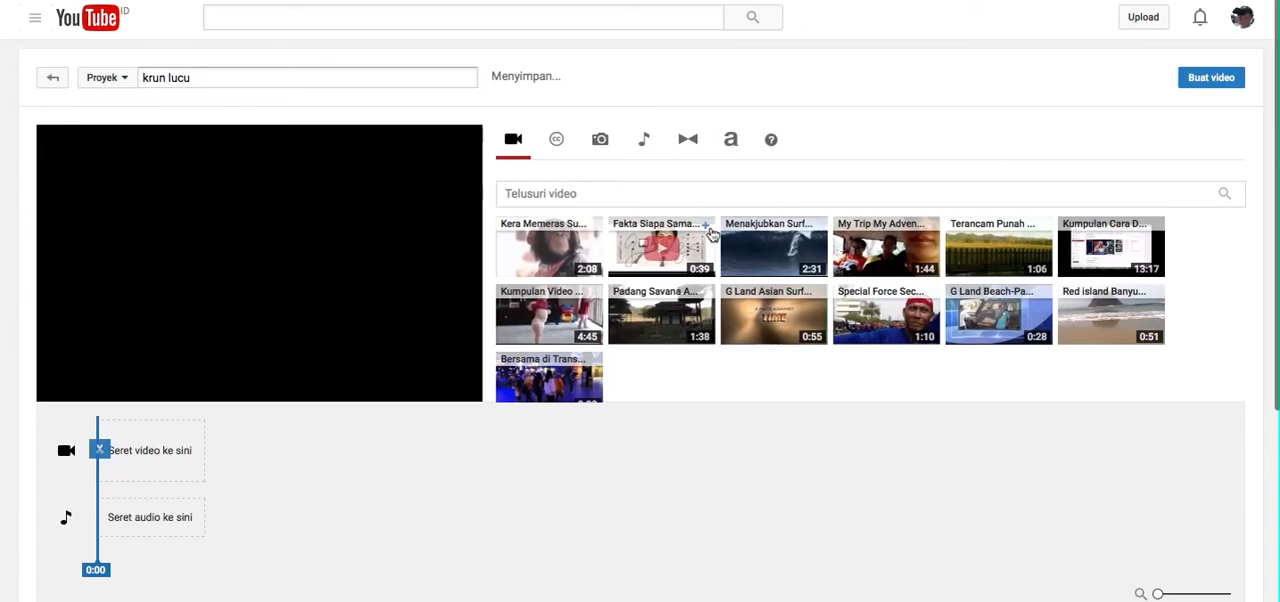 YouTube ID
Upload
Proyek
krun lucu
Menyimpan...
Buat video
Telusuri video
Kera Memeras Su...
2:08
Fakta Siapa Sama...
0:39
Menakjubkan Surf...
2:31
My Trip My Adven...
1:44
Terancam Punah ...
1:06
Kumpulan Cara D...
13:17
Kumpulan Video ...
4:45
Padang Savana A...
1:38
G Land Asian Surf...
TIME
0:55
Special Force Sec...
1:10
G Land Beach-Pa...
0:28
Red island Banyu...
0:51
Bersama di Trans...
Seret video ke sini
Seret audio ke sini
0:00